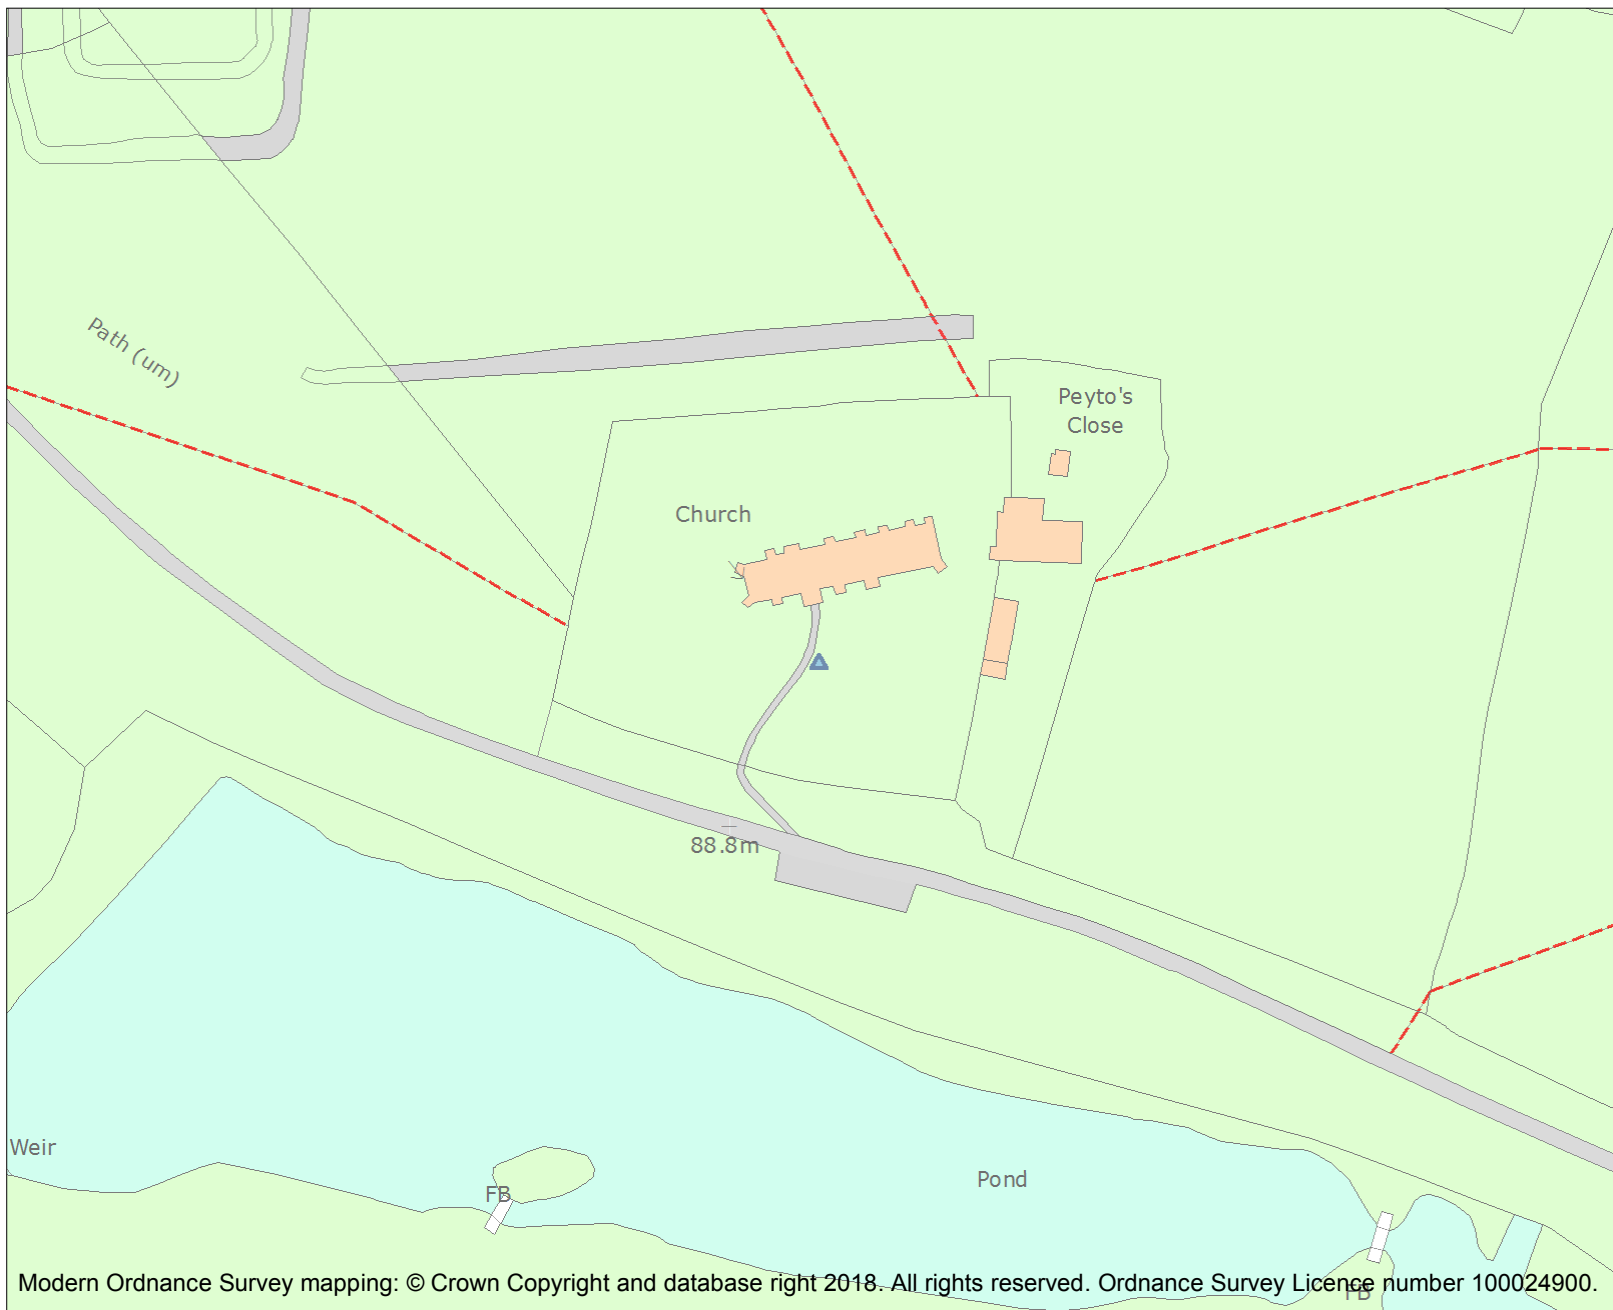 Path (um)
Peyto's
Close
Church
88.8m
Weir
Pond
FB
FB
Modern Ordnance Survey mapping: © Crown Copyright and database right 2018. All rights reserved. Ordnance Survey Licence number 100024900.